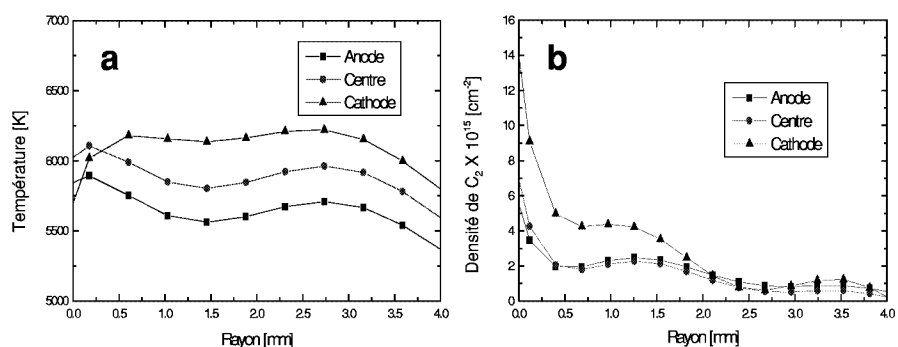 a
Anode
Centre
Cathode
Température [K]
7000
6500
6000
5500
5000
0.0 0.5 1.0 1.5 2.0 2.5 3.0 3.5 4.0
Rayon [mm]
b
Anode
Centre
Cathode
Densité de C2 X 10^15 [cm^-2]
16
14
12
10
8
6
4
2
0
0.0 0.5 1.0 1.5 2.0 2.5 3.0 3.5 4.0
Rayon [mm]